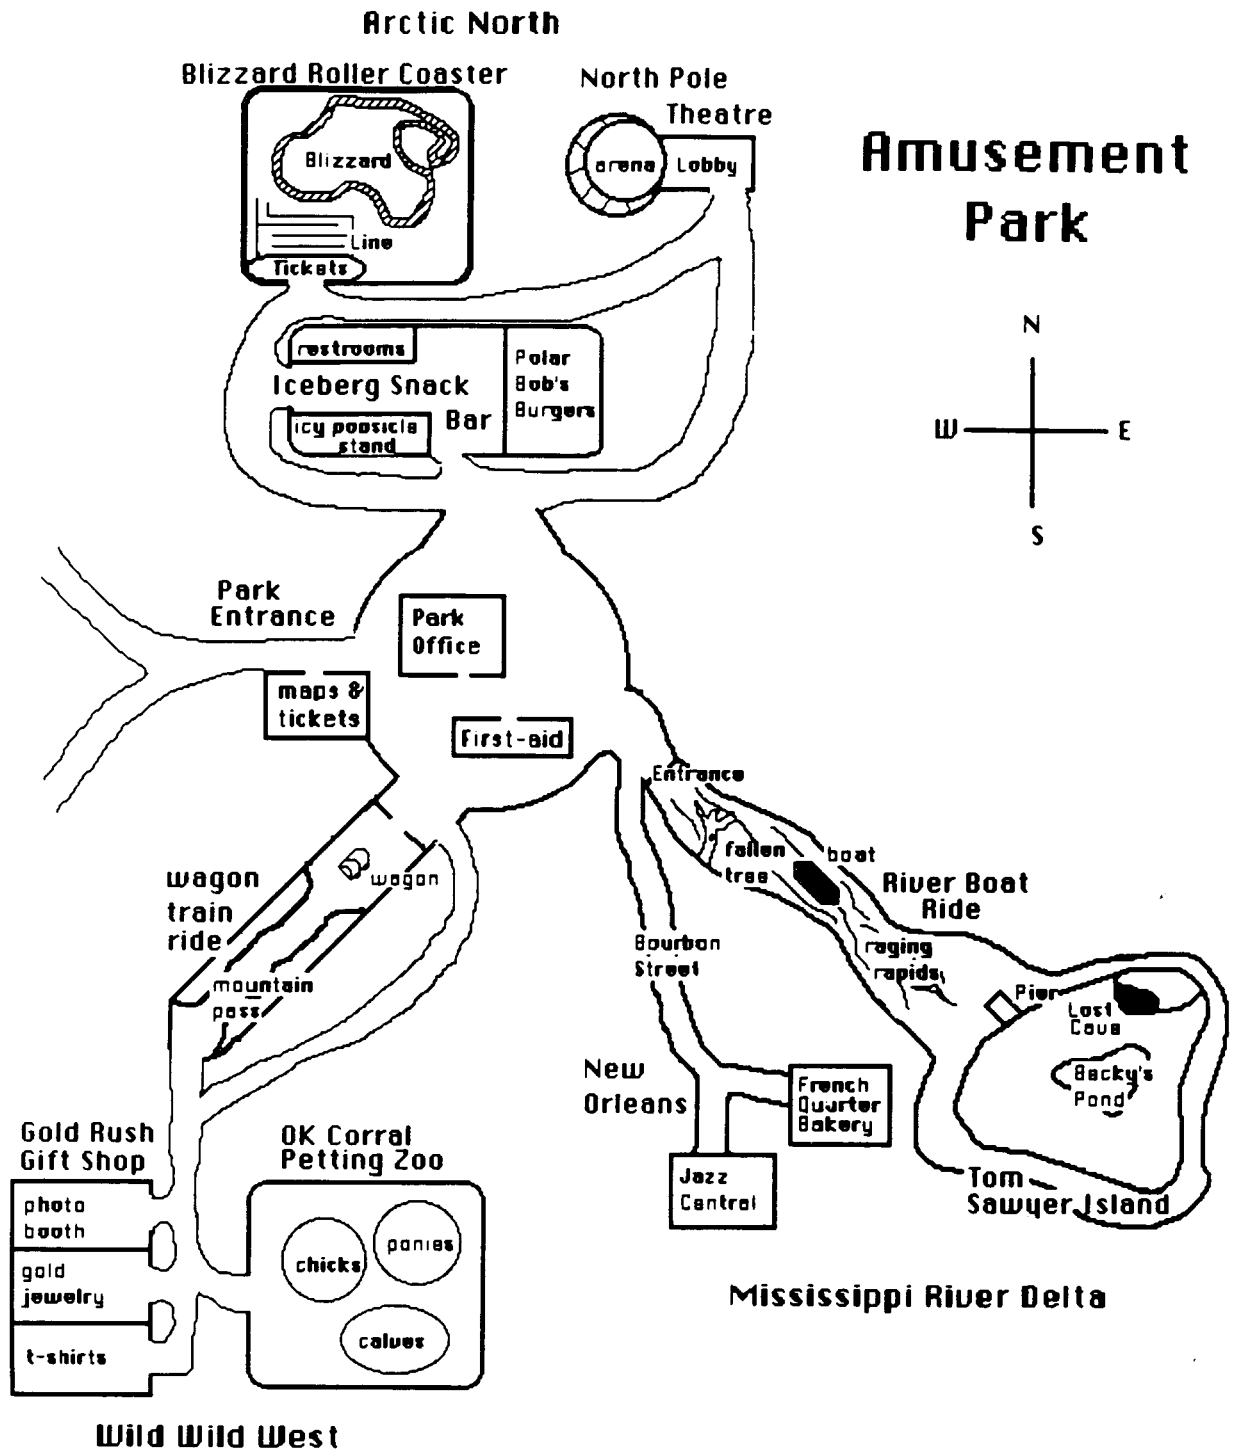 Arctic North
Blizzard Roller Coaster
North Pole
Theatre
Blizzard
arena
Lobby
Line
Tickets
Amusement
Park
N
W
E
S
restrooms
Iceberg Snack
Bar
icy popsicle
stand
Polar
Bob's
Burgers
Park
Entrance
Park
Office
maps &
tickets
First-aid
Entrance
fallen
tree
boat
River Boat
Ride
raging
rapids
Pier
Lost
Cave
Becky's
Pond
Tom
Sawyer Island
wagon
train
ride
wagon
mountain
pass
Bourbon
Street
New
Orleans
French
Quarter
Bakery
Jazz
Central
Mississippi River Delta
Gold Rush
Gift Shop
photo
booth
gold
jewelry
t-shirts
OK Corral
Petting Zoo
chicks
ponies
calves
Wild Wild West